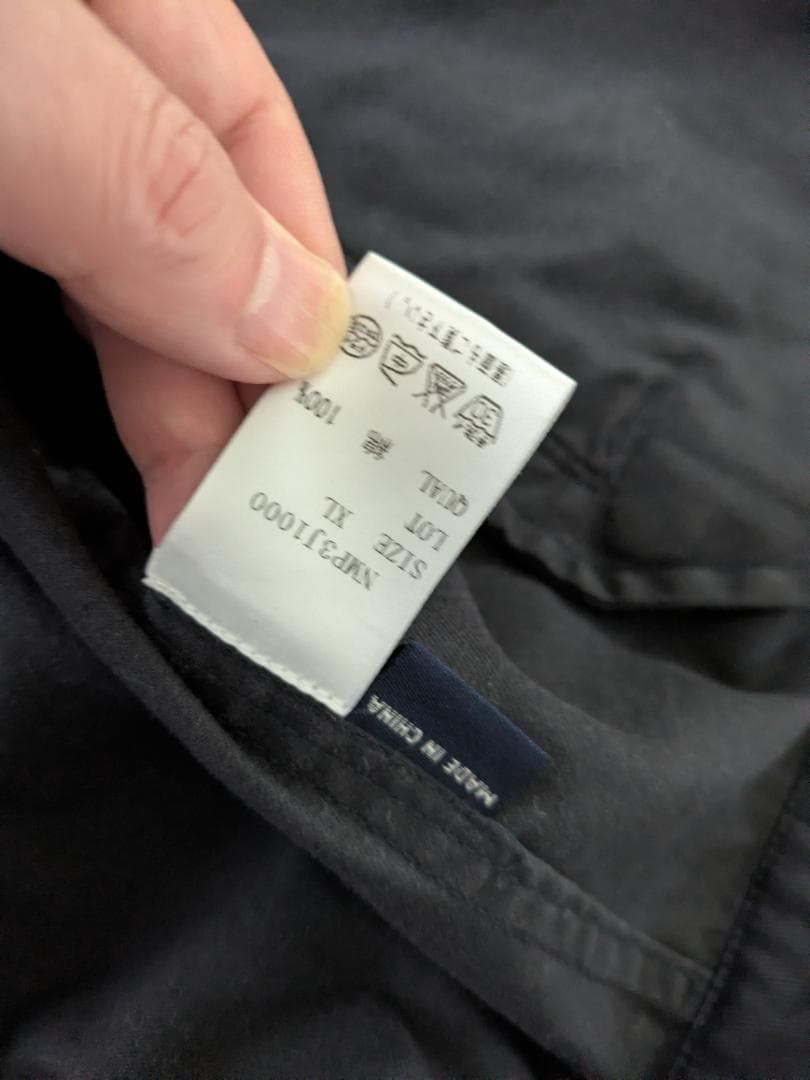 MADE IN CHINA
NMP3J1000
SIZE XL
LOT
QUAL
綿 100%